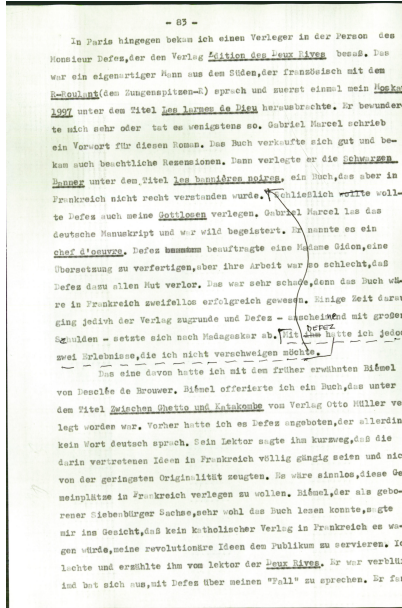 - 83 -
In Paris hingegen bekam ich einen Verleger in der Person des
Monsieur Defez,der den Verlag Edition des Deux Rives besaß. Das
war ein eigenartiger Mann aus dem Süden,der französisch mit dem
R-Roulant(dem Zungenspitzen-R) sprach und zuerst einmal mein Moskau
1997 unter dem Titel Les larmes de Dieu herausbrachte. Er bewunder
te mich sehr oder tat es wenigstens so. Gabriel Marcel schrieb
ein Vorwort für diesen Roman. Das Buch verkaufte sich gut und be-
kam auch beachtliche Rezensionen. Dann verlegte er die Schwarzen
Banner unter dem Titel les bannières noires, ein Buch,das aber in
Frankreich nicht recht verstanden wurde. Schließlich wollte woll-
te Defez auch meine Gottlosen verlegen. Gabriel Marcel las das
deutsche Manuskript und war wild begeistert. Er nannte es ein
chef d'oeuvre. Defez beauftragte eine Madame Gidon,eine
Übersetzung zu verfertigen,aber ihre Arbeit war so schlecht,daß
Defez dazu allen Mut verlor. Das war sehr schade,denn das Buch wä-
re in Frankreich zweifellos erfolgreich gewesen. Einige Zeit darau
ging jedivh der Verlag zugrunde und Defez - anscheinend mit großen
Schulden - setzte sich nach Madagaskar ab. Mit ihm DEFEZ hatte ich jedoc
zwei Erlebnisse,die ich nicht verschweigen möchte.
Das eine davon hatte ich mit dem früher erwähnten Biémel
von Desclée de Brouwer. Biémel offerierte ich ein Buch,das unter
dem Titel Zwischen Ghetto und Katakombe vom Verlag Otto Müller ve
legt worden war. Vorher hatte ich es Defez angeboten,der allerdin
kein Wort deutsch sprach. Sein Lektor sagte ihm kurzweg,daß die
darin vertretenen Ideen in Frankreich völlig gängig seien und nic
von der geringsten Originalität zeugten. Es wäre sinnlos,diese Ge
meinplätze in Frankreich verlegen zu wollen. Biémel,der als gebo-
rener Siebenbürger Sachse,sehr wohl das Buch lesen konnte,sagte
mir ins Gesicht,daß kein katholischer Verlag in Frankreich es wa-
gen würde,meine revolutionäre Ideen dem Publikum zu servieren. Ic
lachte und erzählte ihm vom lektor der Deux Rives. Er war verblüf
imd bat sich aus,mit Defez über meinen "Fall" zu sprechen. Er fan